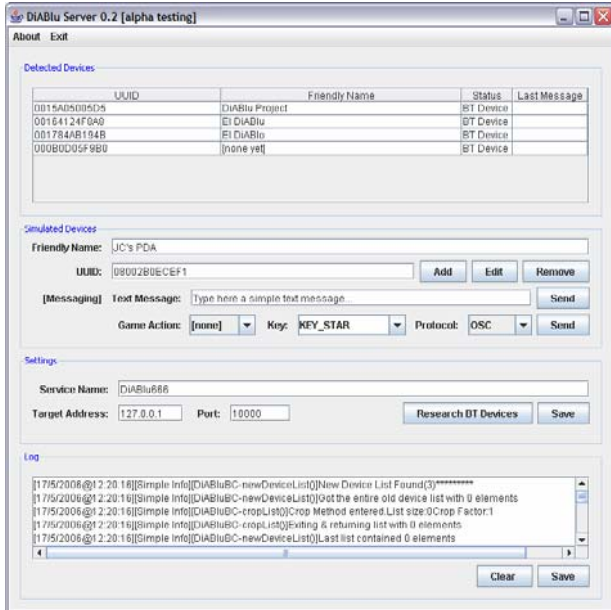 DiABlu Server 0.2 [alpha testing]
About Exit
Detected Devices
UUID Friendly Name Status Last Message
0015A05005D5 DiABlu Project BT Device
00164124F8A8 El DiABlu BT Device
001784AB194B El DiABlo BT Device
000B0D05F9B0 [none yet] BT Device
Simulated Devices
Friendly Name: JC's PDA
UUID: 08002B0ECEF1 Add Edit Remove
[Messaging] Text Message: Type here a simple text message... Send
Game Action: [none] Key: KEY_STAR Protocol: OSC Send
Settings
Service Name: DiABlu666
Target Address: 127.0.0.1 Port: 10000 Research BT Devices Save
Log
[17/5/2006@12:20:16][Simple Info][DiABluBC-newDeviceList()]New Device List Found(3)*********
[17/5/2006@12:20:16][Simple Info][DiABluBC-newDeviceList()]Got the entire old device list with 0 elements
[17/5/2006@12:20:16][Simple Info][DiABluBC-cropList()]Crop Method entered.List size:0Crop Factor:1
[17/5/2006@12:20:16][Simple Info][DiABluBC-cropList()]Exiting & returning list with 0 elements
[17/5/2006@12:20:16][Simple Info][DiABluBC-newDeviceList()]Last list contained 0 elements
Clear Save